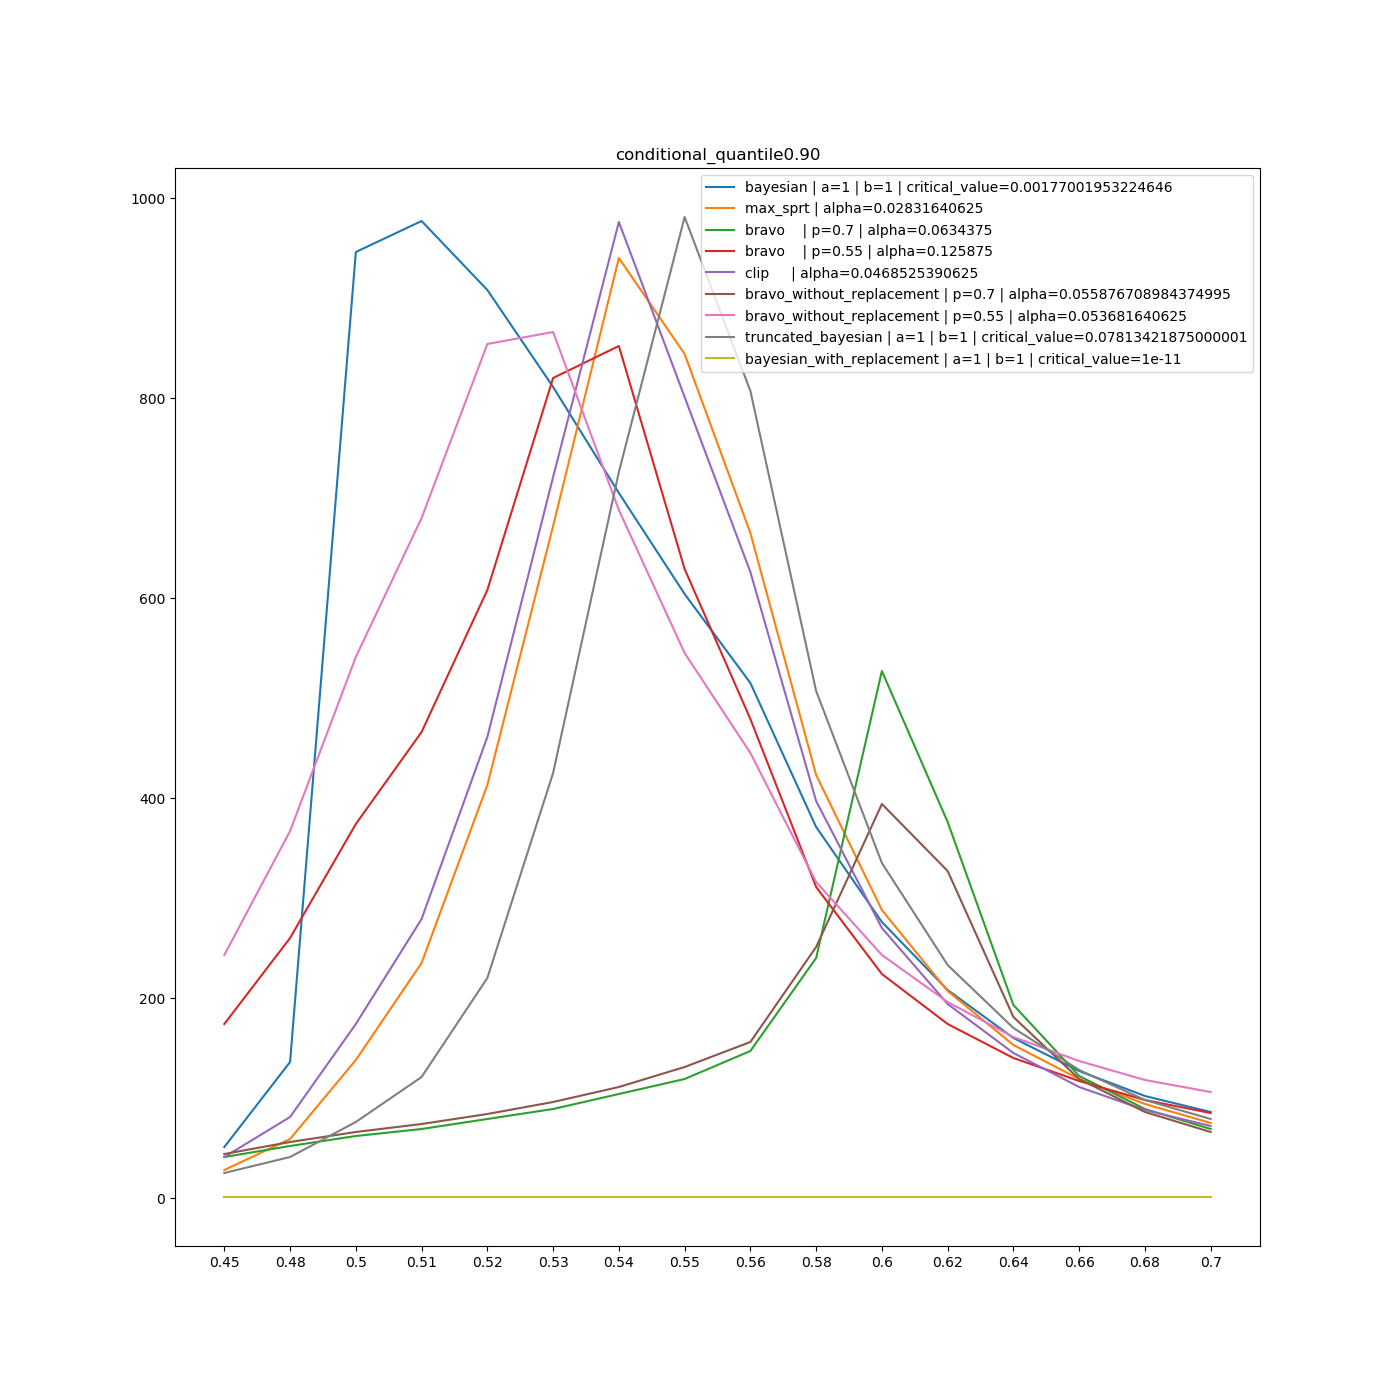 conditional_quantile0.90
1000
800
600
400
200
0
bayesian | a=1 | b=1 | critical_value=0.00177001953224646
max_sprt | alpha=0.02831640625
bravo    | p=0.7 | alpha=0.0634375
bravo    | p=0.55 | alpha=0.125875
clip     | alpha=0.0468525390625
bravo_without_replacement | p=0.7 | alpha=0.055876708984374995
bravo_without_replacement | p=0.55 | alpha=0.053681640625
truncated_bayesian | a=1 | b=1 | critical_value=0.07813421875000001
bayesian_with_replacement | a=1 | b=1 | critical_value=1e-11
0.45 0.48 0.5 0.51 0.52 0.53 0.54 0.55 0.56 0.58 0.6 0.62 0.64 0.66 0.68 0.7